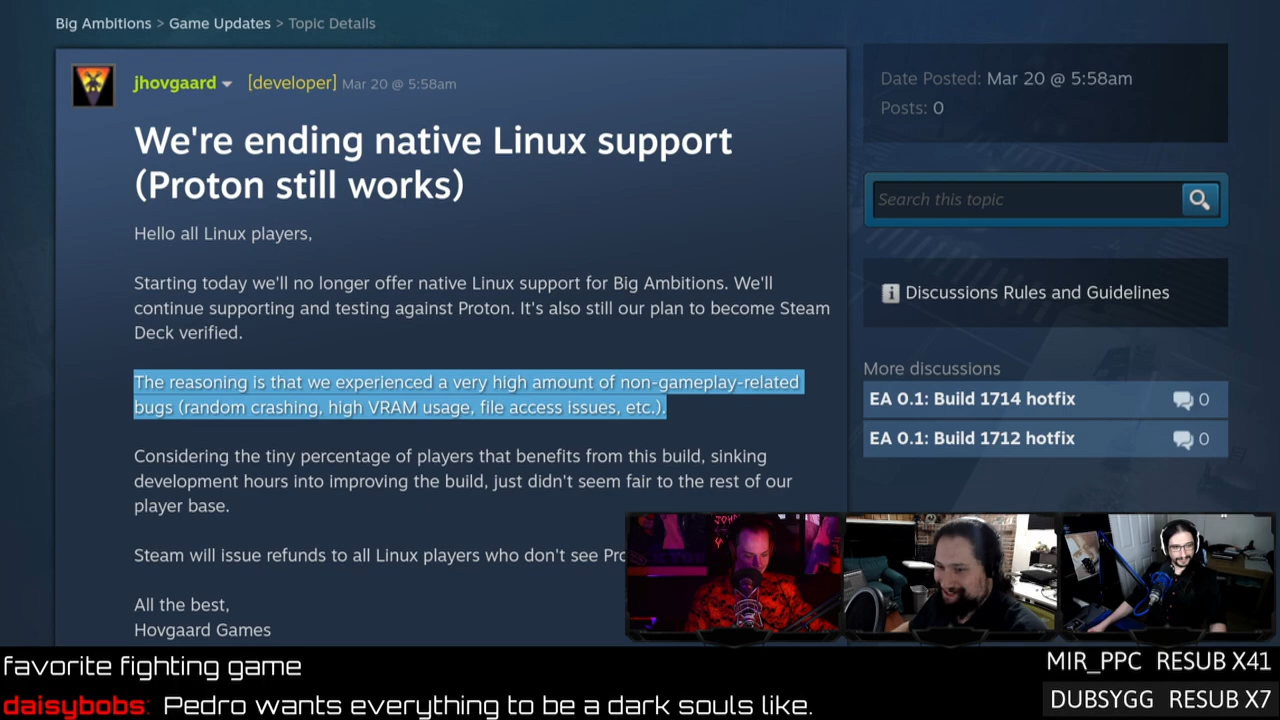 Big Ambitions > Game Updates > Topic Details
jhovgaard [developer] Mar 20 @ 5:58am
We're ending native Linux support
(Proton still works)
Hello all Linux players,
Starting today we'll no longer offer native Linux support for Big Ambitions. We'll
continue supporting and testing against Proton. It's also still our plan to become Steam
Deck verified.
The reasoning is that we experienced a very high amount of non-gameplay-related
bugs (random crashing, high VRAM usage, file access issues, etc.).
Considering the tiny percentage of players that benefits from this build, sinking
development hours into improving the build, just didn't seem fair to the rest of our
player base.
Steam will issue refunds to all Linux players who don't see
All the best,
Hovgaard Games
Date Posted: Mar 20 @ 5:58am
Posts: 0
Search this topic
Discussions Rules and Guidelines
More discussions
EA 0.1: Build 1714 hotfix 0
EA 0.1: Build 1712 hotfix 0
favorite fighting game
daisybobs: Pedro wants everything to be a dark souls like.
MIR_PPC RESUB X41
DUBSYGG RESUB X7